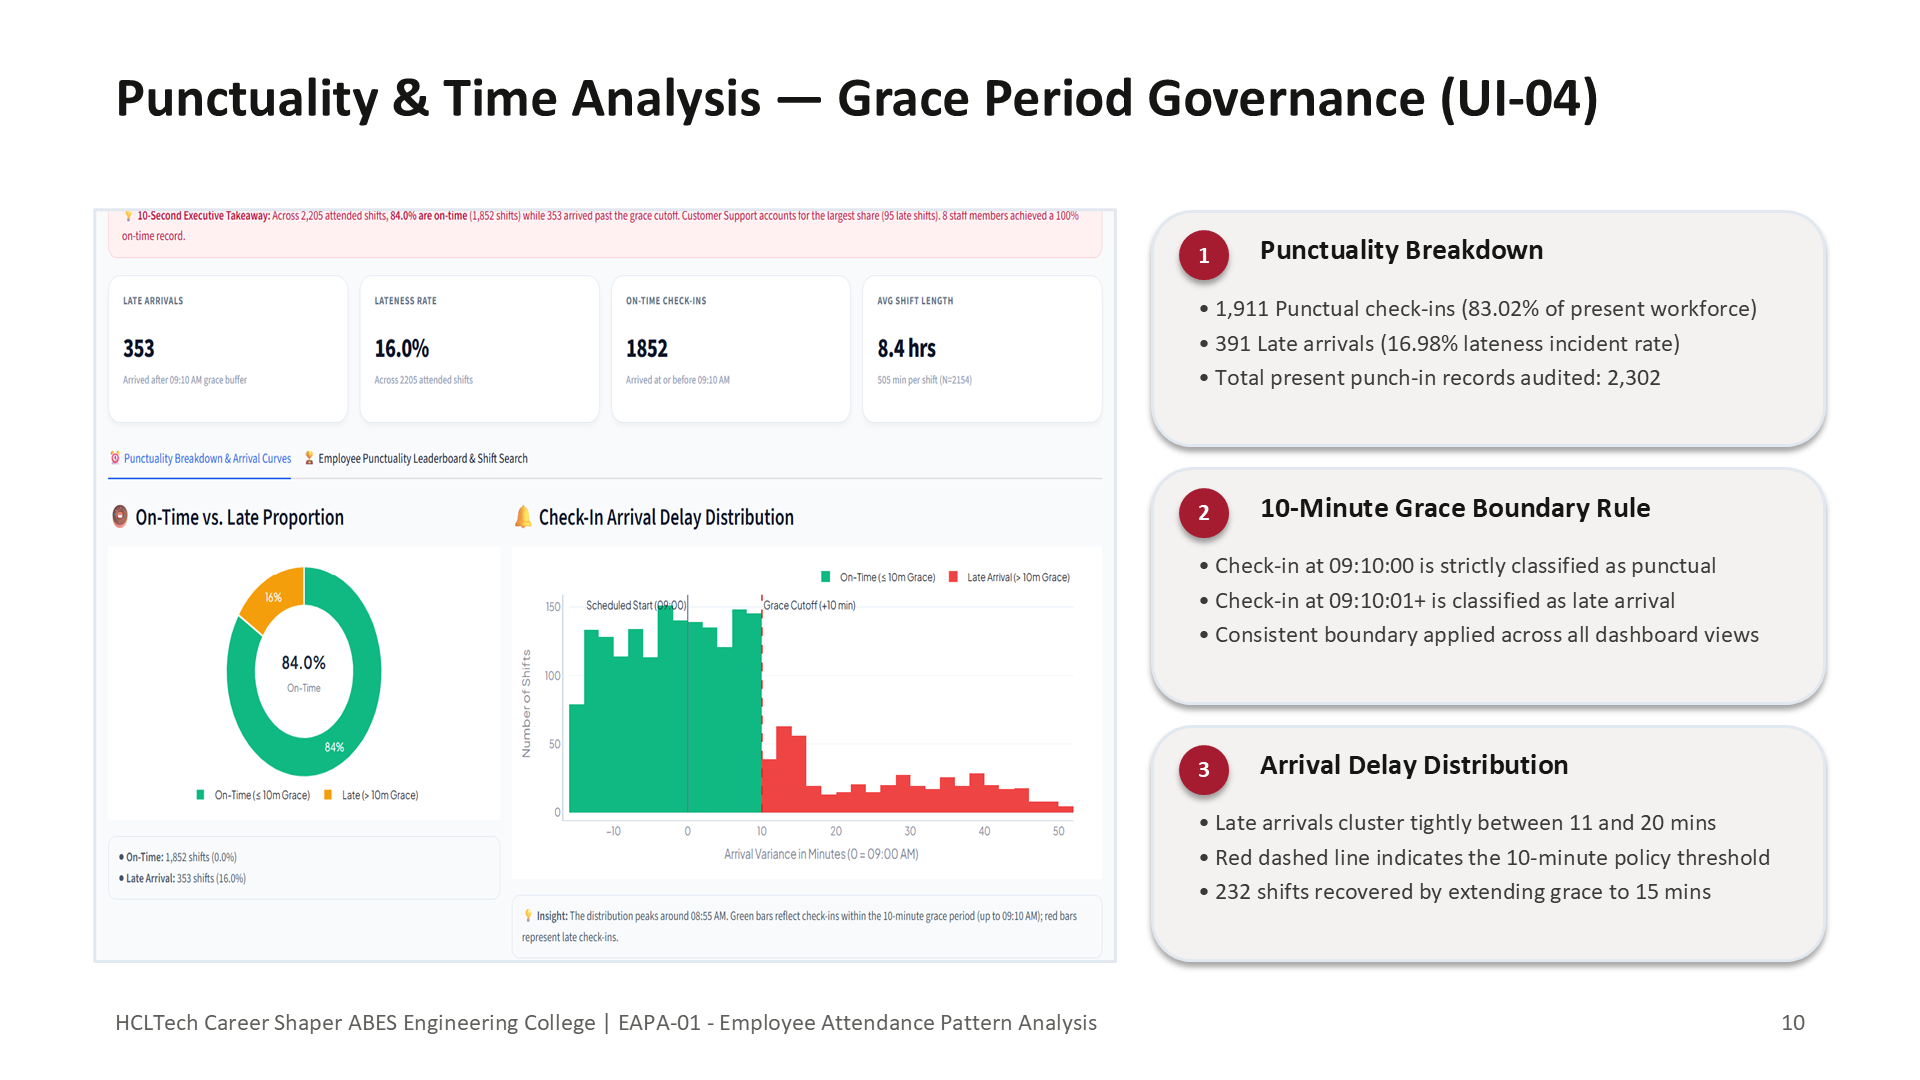 Punctuality & Time Analysis — Grace Period Governance (UI-04)
10-Second Executive Takeaway: Across 2,205 attended shifts, 84.0% are on-time (1,852 shifts) while 353 arrived past the grace cutoff. Customer Support accounts for the largest share (95 late shifts). 8 staff members achieved a 100%
on-time record.
LATE ARRIVALS
353
Arrived after 09:10 AM grace buffer
LATENESS RATE
16.0%
Across 2205 attended shifts
ON-TIME CHECK-INS
1852
Arrived at or before 09:10 AM
AVG SHIFT LENGTH
8.4 hrs
505 min per shift (N=2154)
Punctuality Breakdown & Arrival Curves
Employee Punctuality Leaderboard & Shift Search
On-Time vs. Late Proportion
16%
84.0%
On-Time
84%
On-Time (≤ 10m Grace)
Late (> 10m Grace)
• On-Time: 1,852 shifts (0.0%)
• Late Arrival: 353 shifts (16.0%)
Check-In Arrival Delay Distribution
On-Time (≤ 10m Grace)
Late Arrival (> 10m Grace)
Scheduled Start (09:00)
Grace Cutoff (+10 min)
150
100
50
0
Number of Shifts
−10
0
10
20
30
40
50
Arrival Variance in Minutes (0 = 09:00 AM)
Insight: The distribution peaks around 08:55 AM. Green bars reflect check-ins within the 10-minute grace period (up to 09:10 AM); red bars
represent late check-ins.
1
Punctuality Breakdown
• 1,911 Punctual check-ins (83.02% of present workforce)
• 391 Late arrivals (16.98% lateness incident rate)
• Total present punch-in records audited: 2,302
2
10-Minute Grace Boundary Rule
• Check-in at 09:10:00 is strictly classified as punctual
• Check-in at 09:10:01+ is classified as late arrival
• Consistent boundary applied across all dashboard views
3
Arrival Delay Distribution
• Late arrivals cluster tightly between 11 and 20 mins
• Red dashed line indicates the 10-minute policy threshold
• 232 shifts recovered by extending grace to 15 mins
HCLTech Career Shaper ABES Engineering College | EAPA-01 - Employee Attendance Pattern Analysis
10